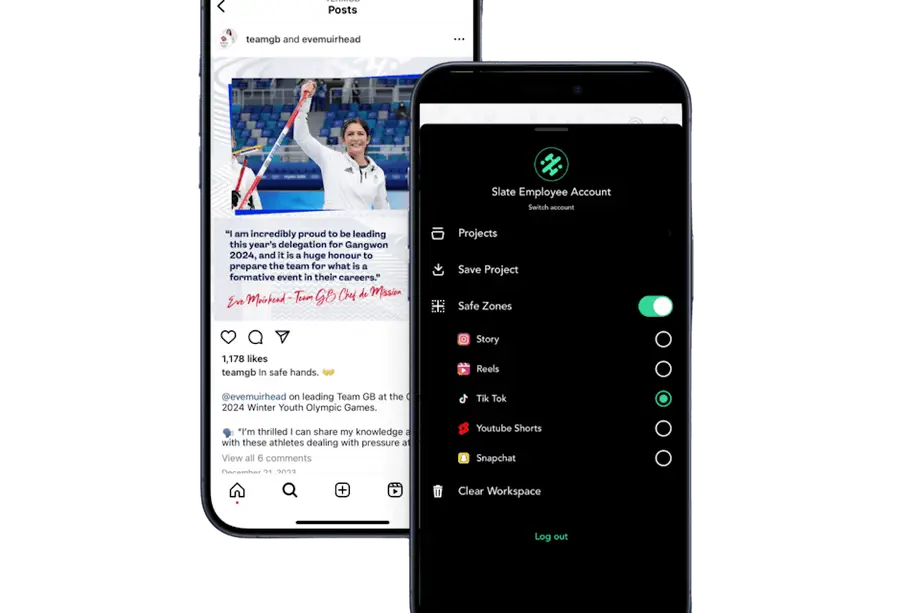 Posts
teamgb and evemuirhead
"I am incredibly proud to be leading
this year's delegation for Gangwon
2024, and it is a huge honour to
prepare the team for what is a
formative event in their careers."
Eve Muirhead - Team GB Chef de Mission
1,178 likes
teamgb In safe hands.
@evemuirhead on leading Team GB at the
2024 Winter Youth Olympic Games.
"I'm thrilled I can share my knowledge
with these athletes dealing with pressure
View all 6 comments
December 21, 2023
Slate Employee Account
Switch account
Projects
Save Project
Safe Zones
Story
Reels
Tik Tok
Youtube Shorts
Snapchat
Clear Workspace
Log out